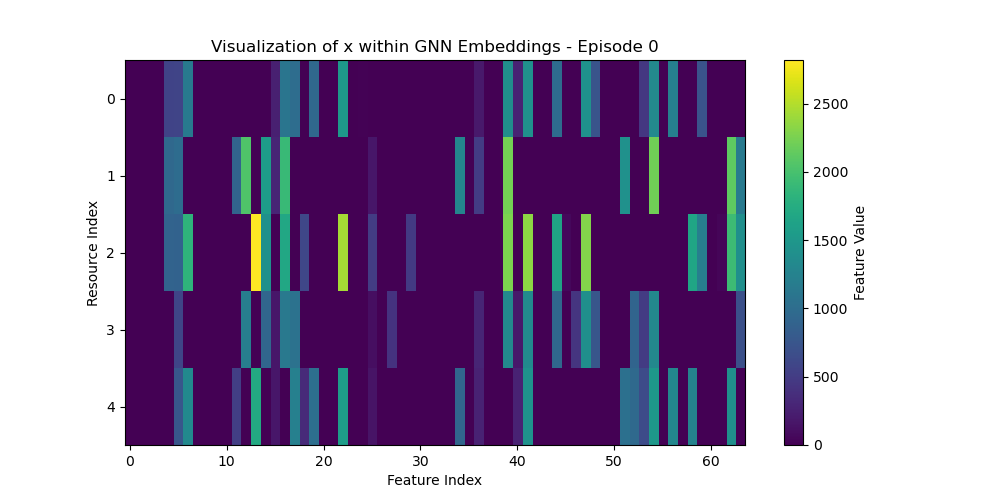 Visualization of x within GNN Embeddings - Episode 0
Resource Index
0
1
2
3
4
0 10 20 30 40 50 60
Feature Index
2500
2000
1500
1000
500
0
Feature Value